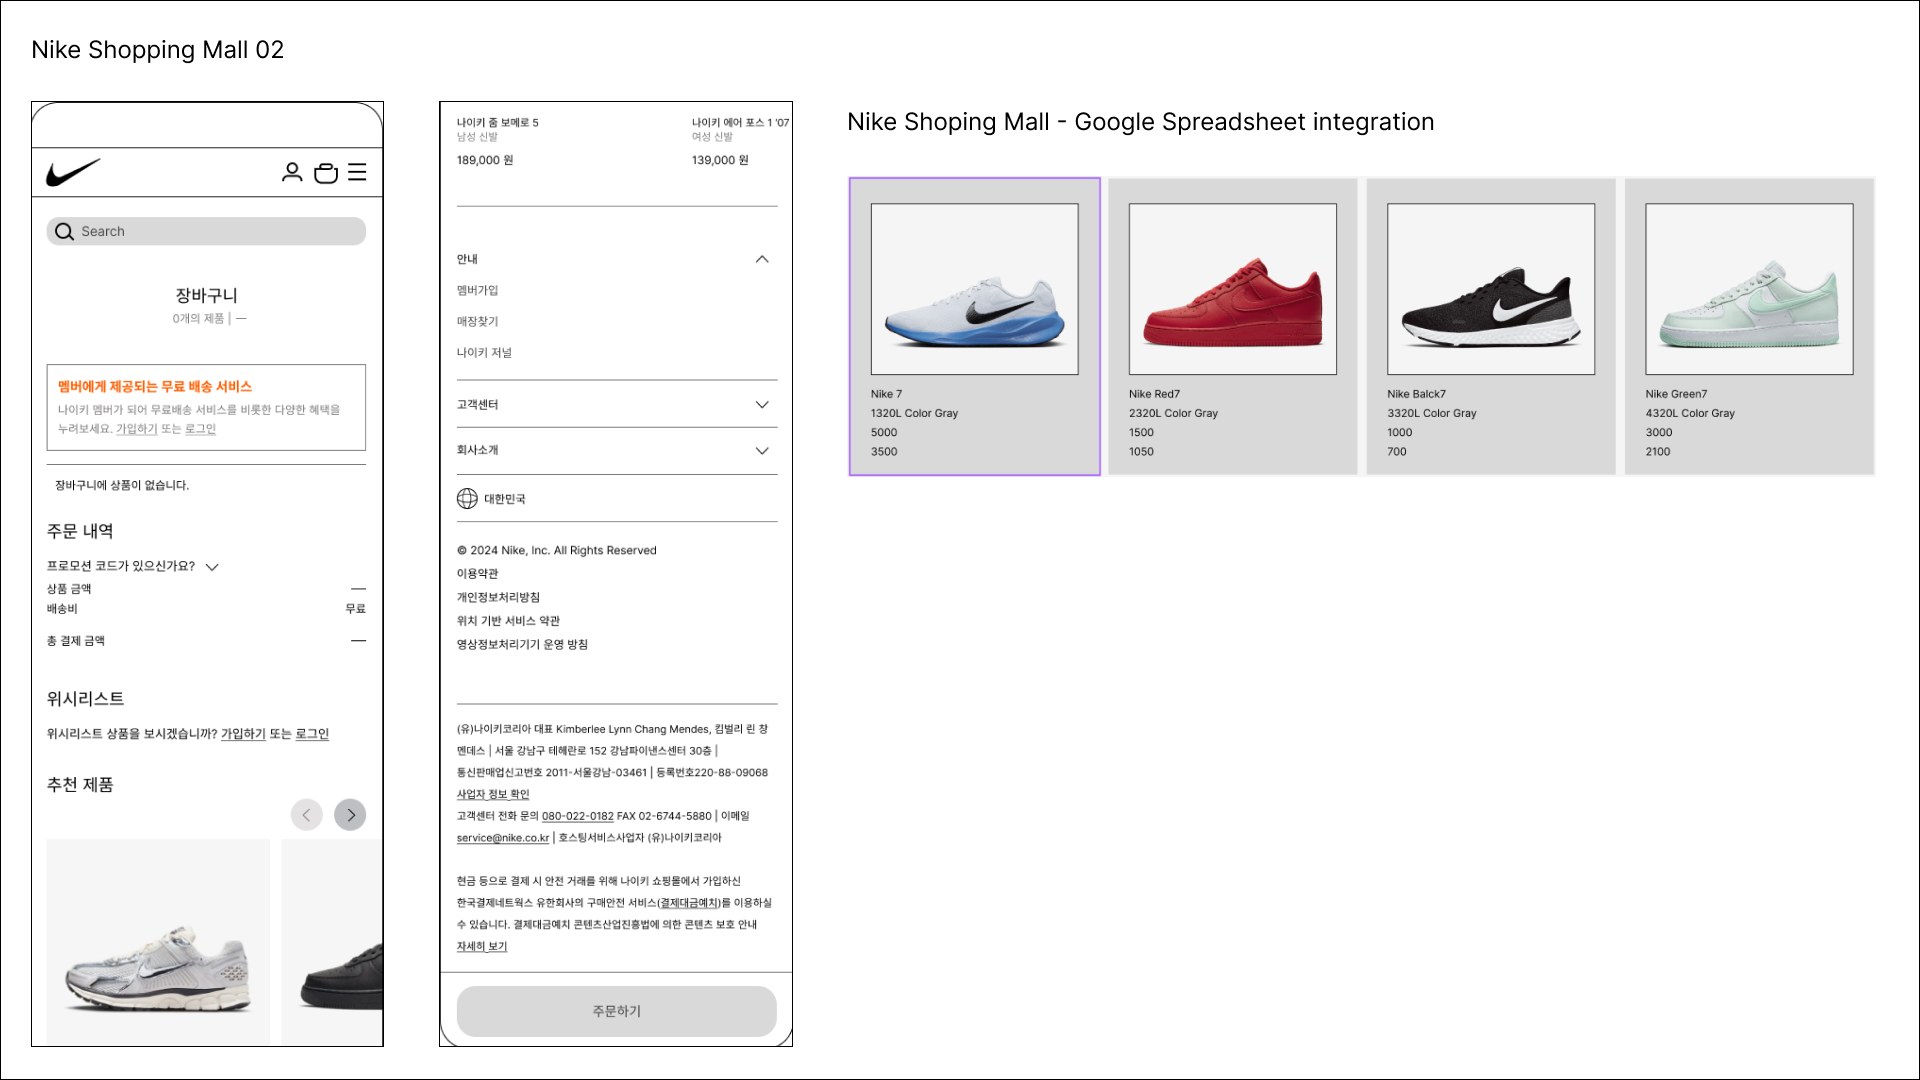 Nike Shopping Mall 02
Search
장바구니
0개의 제품 | —
멤버에게 제공되는 무료 배송 서비스
나이키 멤버가 되어 무료배송 서비스를 비롯한 다양한 혜택을
누려보세요. 가입하기 또는 로그인
장바구니에 상품이 없습니다.
주문 내역
프로모션 코드가 있으신가요?
상품 금액 —
배송비 무료
총 결제 금액 —
위시리스트
위시리스트 상품을 보시겠습니까? 가입하기 또는 로그인
추천 제품
나이키 줌 보메로 5
남성 신발
189,000 원
나이키 에어 포스 1 '07
여성 신발
139,000 원
안내
멤버가입
매장찾기
나이키 저널
고객센터
회사소개
대한민국
© 2024 Nike, Inc. All Rights Reserved
이용약관
개인정보처리방침
위치 기반 서비스 약관
영상정보처리기기 운영 방침
(유)나이키코리아 대표 Kimberlee Lynn Chang Mendes, 킴벌리 린 창
멘데스 | 서울 강남구 테헤란로 152 강남파이낸스센터 30층 |
통신판매업신고번호 2011-서울강남-03461 | 등록번호220-88-09068
사업자 정보 확인
고객센터 전화 문의 080-022-0182 FAX 02-6744-5880 | 이메일
service@nike.co.kr | 호스팅서비스사업자 (유)나이키코리아
현금 등으로 결제 시 안전 거래를 위해 나이키 쇼핑몰에서 가입하신
한국결제네트웍스 유한회사의 구매안전 서비스(결제대금예치)를 이용하실
수 있습니다. 결제대금예치 콘텐츠산업진흥법에 의한 콘텐츠 보호 안내
자세히 보기
주문하기
Nike Shoping Mall - Google Spreadsheet integration
Nike 7
1320L Color Gray
5000
3500
Nike Red7
2320L Color Gray
1500
1050
Nike Balck7
3320L Color Gray
1000
700
Nike Green7
4320L Color Gray
3000
2100